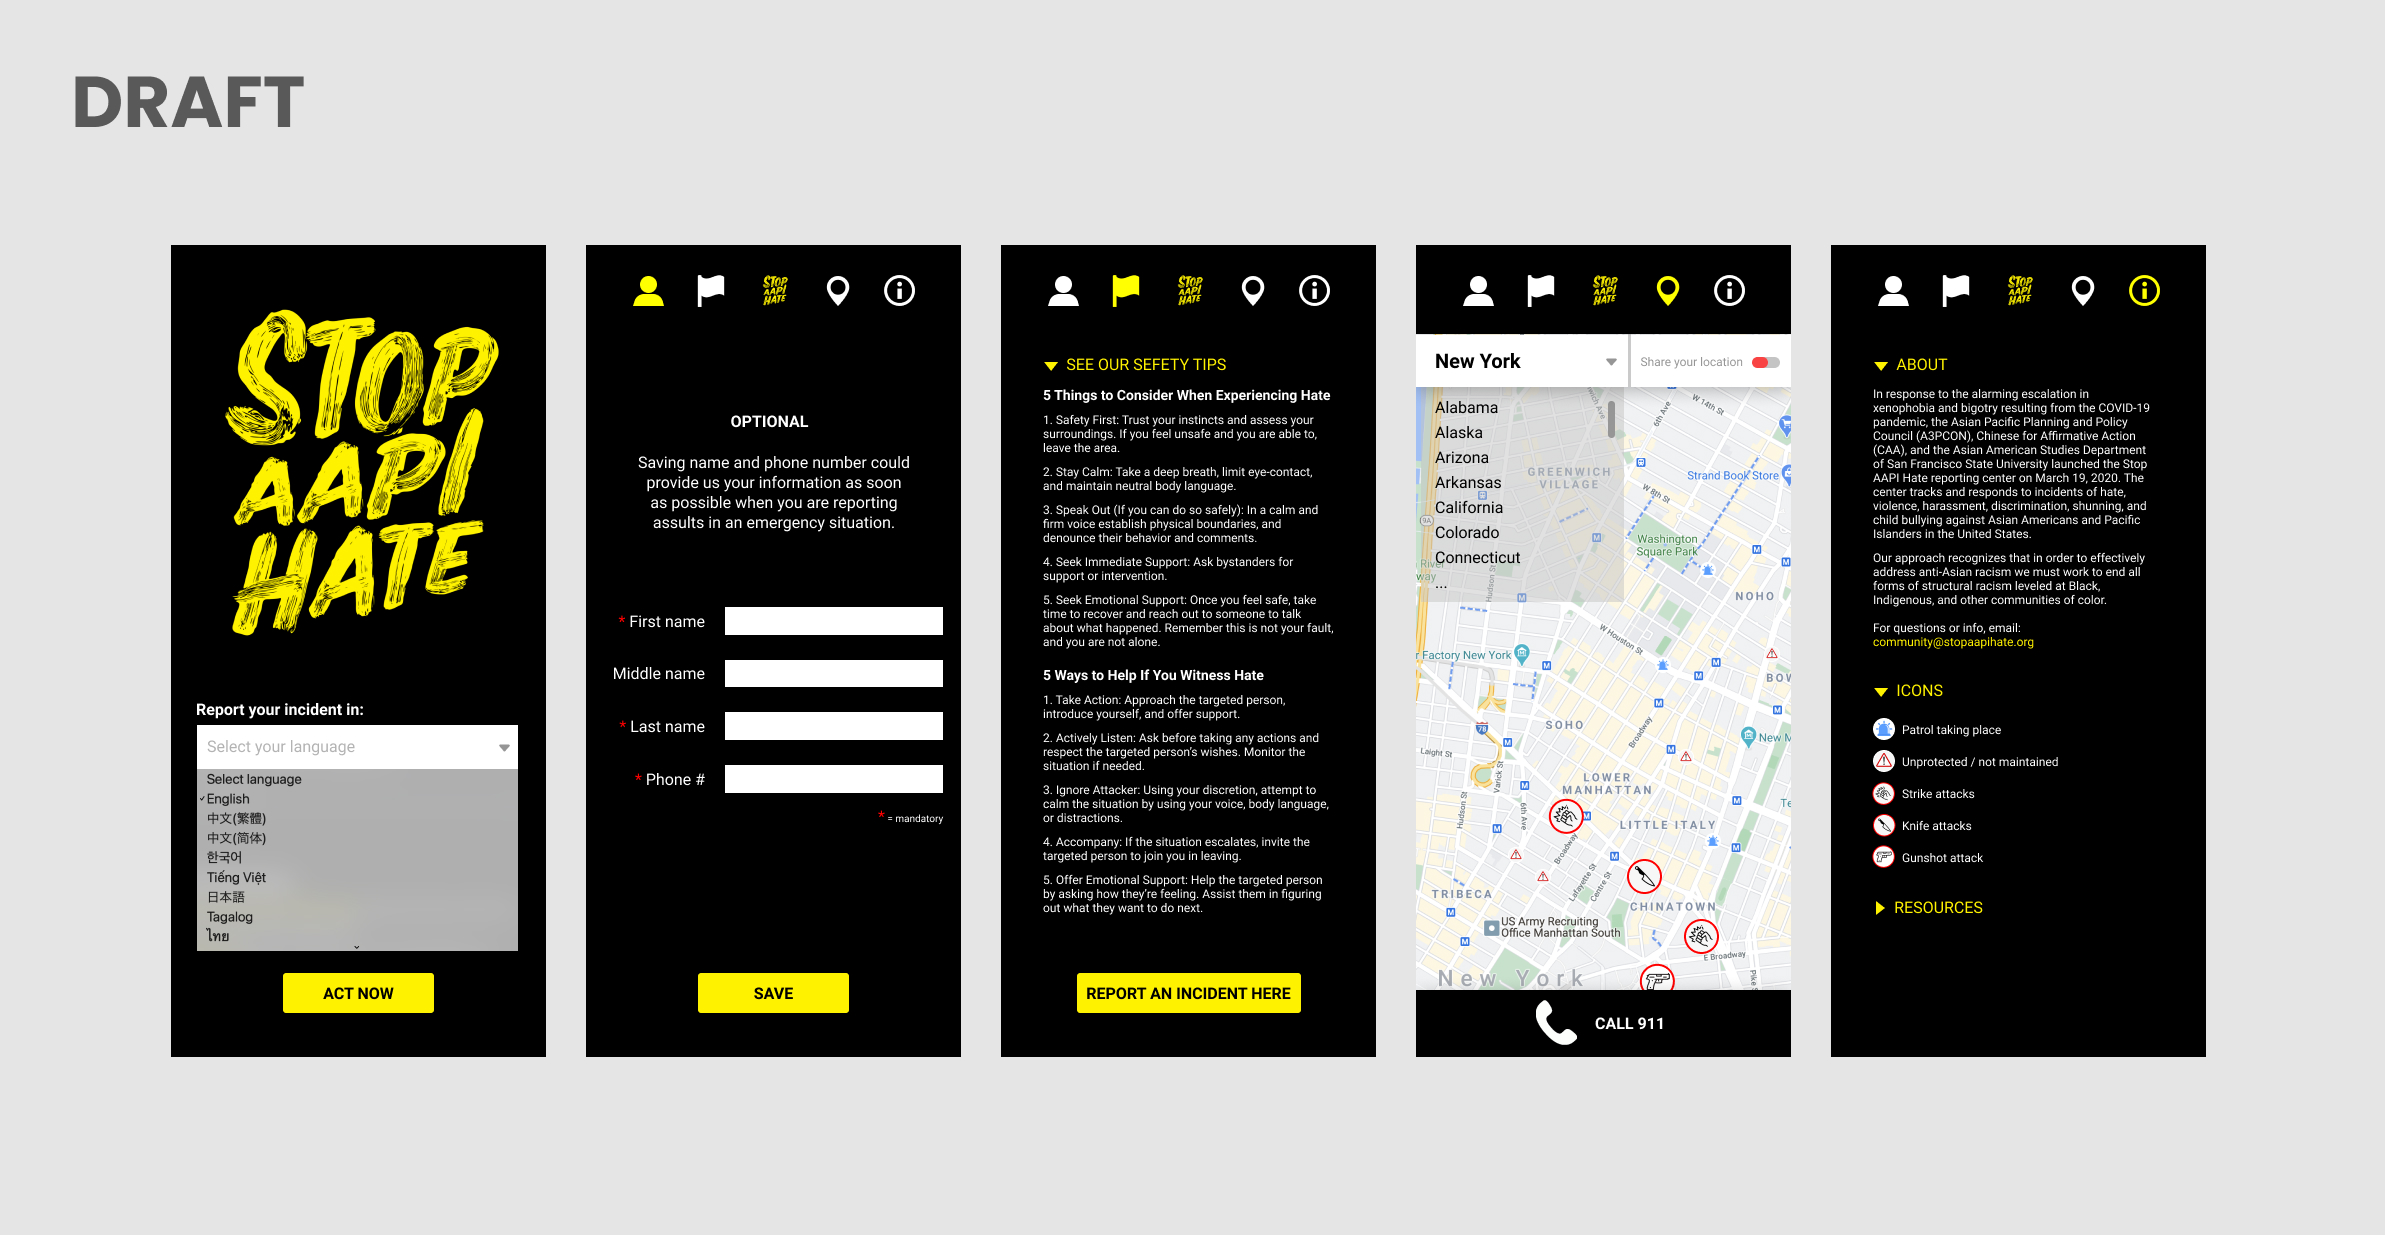 DRAFT
STOP
AAPI
HATE
Report your incident in:
Select your language
Select language
✓English
中文(繁體)
中文(简体)
한국어
Tiếng Việt
日本語
Tagalog
ไทย
ACT NOW
STOP
AAPI
HATE
OPTIONAL
Saving name and phone number could
provide us your information as soon
as possible when you are reporting
assults in an emergency situation.
* First name
Middle name
* Last name
* Phone #
* = mandatory
SAVE
STOP
AAPI
HATE
SEE OUR SEFETY TIPS
5 Things to Consider When Experiencing Hate
1. Safety First: Trust your instincts and assess your
surroundings. If you feel unsafe and you are able to,
leave the area.
2. Stay Calm: Take a deep breath, limit eye-contact,
and maintain neutral body language.
3. Speak Out (If you can do so safely): In a calm and
firm voice establish physical boundaries, and
denounce their behavior and comments.
4. Seek Immediate Support: Ask bystanders for
support or intervention.
5. Seek Emotional Support: Once you feel safe, take
time to recover and reach out to someone to talk
about what happened. Remember this is not your fault,
and you are not alone.
5 Ways to Help If You Witness Hate
1. Take Action: Approach the targeted person,
introduce yourself, and offer support.
2. Actively Listen: Ask before taking any actions and
respect the targeted person's wishes. Monitor the
situation if needed.
3. Ignore Attacker: Using your discretion, attempt to
calm the situation by using your voice, body language,
or distractions.
4. Accompany: If the situation escalates, invite the
targeted person to join you in leaving.
5. Offer Emotional Support: Help the targeted person
by asking how they're feeling. Assist them in figuring
out what they want to do next.
REPORT AN INCIDENT HERE
STOP
AAPI
HATE
New York
Share your location
Alabama
Alaska
Arizona
Arkansas
California
Colorado
Connecticut
...
W 14th St
6th Ave
GREENWICH
VILLAGE
Strand Book Store
W 8th St
9A
Washington
Square Park
River
way
Hudson St
NOHO
W Houston St
r Factory New York
BOW
SOHO
78
Broadway
New M
Laight St
Varick St
LOWER
MANHATTAN
Hudson St
6th Ave
Te
LITTLE ITALY
Broadway
Lafayette St
Centre St
TRIBECA
CHINATOWN
US Army Recruiting
Office Manhattan South
E Broadway
Pike S
New York
CALL 911
STOP
AAPI
HATE
ABOUT
In response to the alarming escalation in
xenophobia and bigotry resulting from the COVID-19
pandemic, the Asian Pacific Planning and Policy
Council (A3PCON), Chinese for Affirmative Action
(CAA), and the Asian American Studies Department
of San Francisco State University launched the Stop
AAPI Hate reporting center on March 19, 2020. The
center tracks and responds to incidents of hate,
violence, harassment, discrimination, shunning, and
child bullying against Asian Americans and Pacific
Islanders in the United States.
Our approach recognizes that in order to effectively
address anti-Asian racism we must work to end all
forms of structural racism leveled at Black,
Indigenous, and other communities of color.
For questions or info, email:
community@stopaapihate.org
ICONS
Patrol taking place
Unprotected / not maintained
Strike attacks
Knife attacks
Gunshot attack
RESOURCES